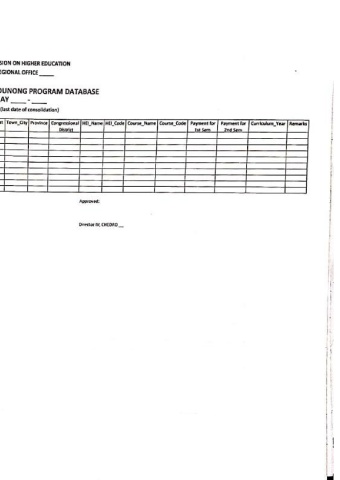 SION ON HIGHER EDUCATION
EGIONAL OFFICE _____
DUNONG PROGRAM DATABASE
AY ____ - ____
(last date of consolidation)
Town_City Province Congressional District HEI_Name HEI_Code Course_Name Course_Code Payment for 1st Sem Payment for 2nd Sem Curriculum_Year Remarks
Approved:
Director IV, CHEDRO __